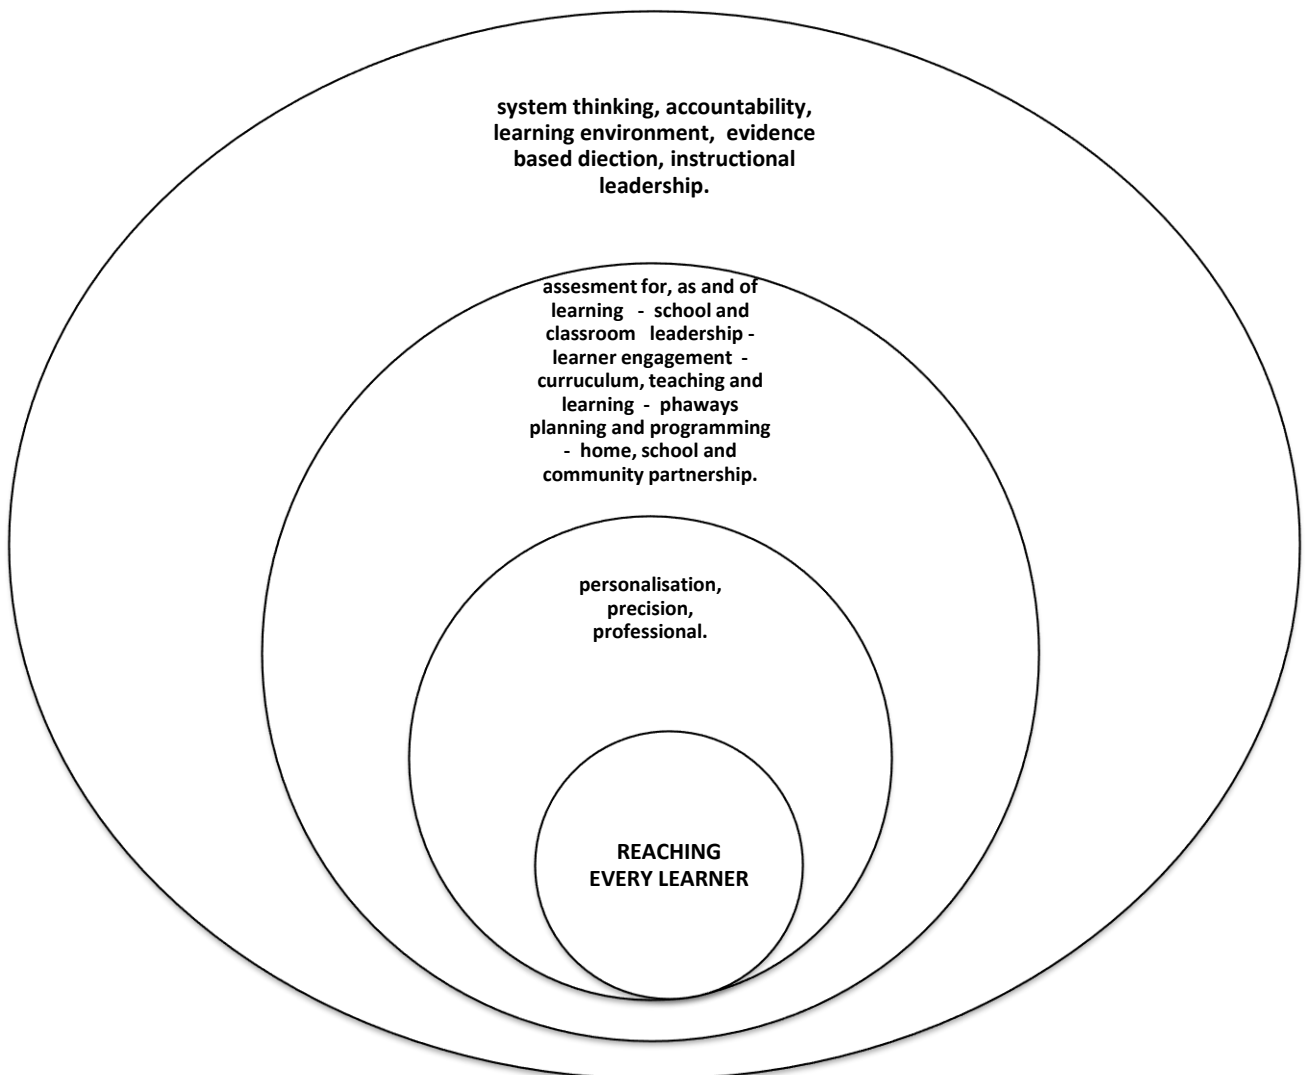 system thinking, accountability,
learning environment,  evidence
based diection, instructional
leadership.
assesment for, as and of
learning  -  school and
classroom  leadership -
learner engagement  -
curruculum, teaching and
learning  -  phaways
planning and programming
-  home, school and
community partnership.
personalisation,
precision,
professional.
REACHING
EVERY LEARNER